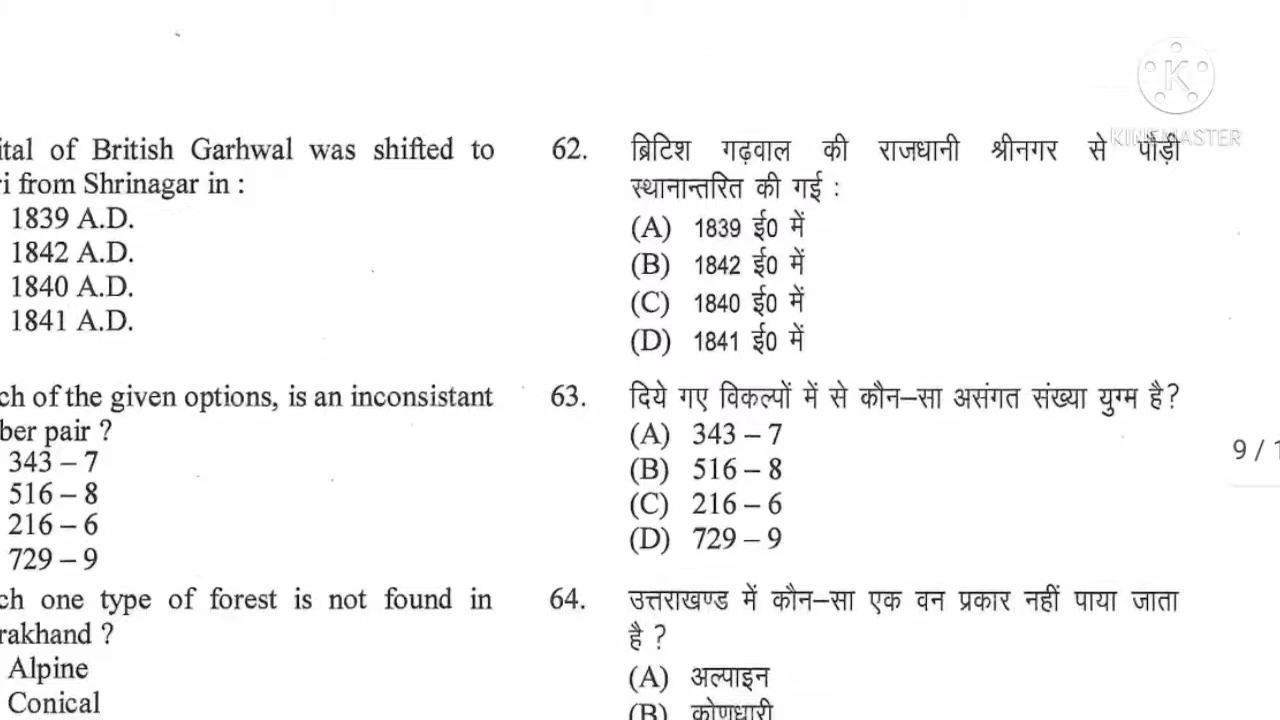 ital of British Garhwal was shifted to
i from Shrinagar in :
1839 A.D.
1842 A.D.
1840 A.D.
1841 A.D.
ch of the given options, is an inconsistant
ber pair ?
343 – 7
516 – 8
216 – 6
729 – 9
ch one type of forest is not found in
rakhand ?
Alpine
Conical
62. ब्रिटिश गढ़वाल की राजधानी श्रीनगर से पौड़ी
स्थानान्तरित की गई :
(A) 1839 ई0 में
(B) 1842 ई0 में
(C) 1840 ई0 में
(D) 1841 ई0 में
63. दिये गए विकल्पों में से कौन–सा असंगत संख्या युग्म है?
(A) 343 – 7
(B) 516 – 8
(C) 216 – 6
(D) 729 – 9
64. उत्तराखण्ड में कौन–सा एक वन प्रकार नहीं पाया जाता
है ?
(A) अल्पाइन
(B) कोणधारी
K
KINEMASTER
9 / 1